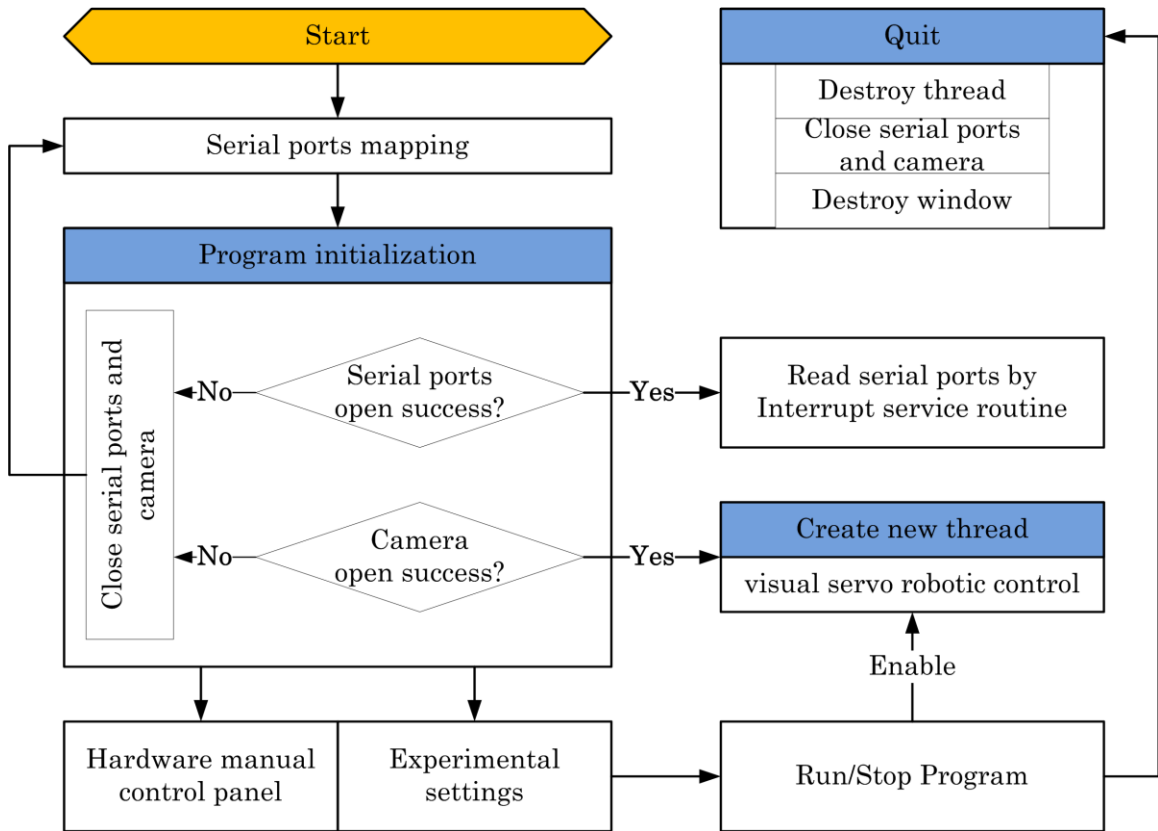 Start
Quit
Destroy thread
Close serial ports
and camera
Destroy window
Serial ports mapping
Program initialization
Close serial ports and
camera
No
Serial ports
open success?
Yes
Read serial ports by
Interrupt service routine
No
Camera
open success?
Yes
Create new thread
visual servo robotic control
Enable
Hardware manual
control panel
Experimental
settings
Run/Stop Program